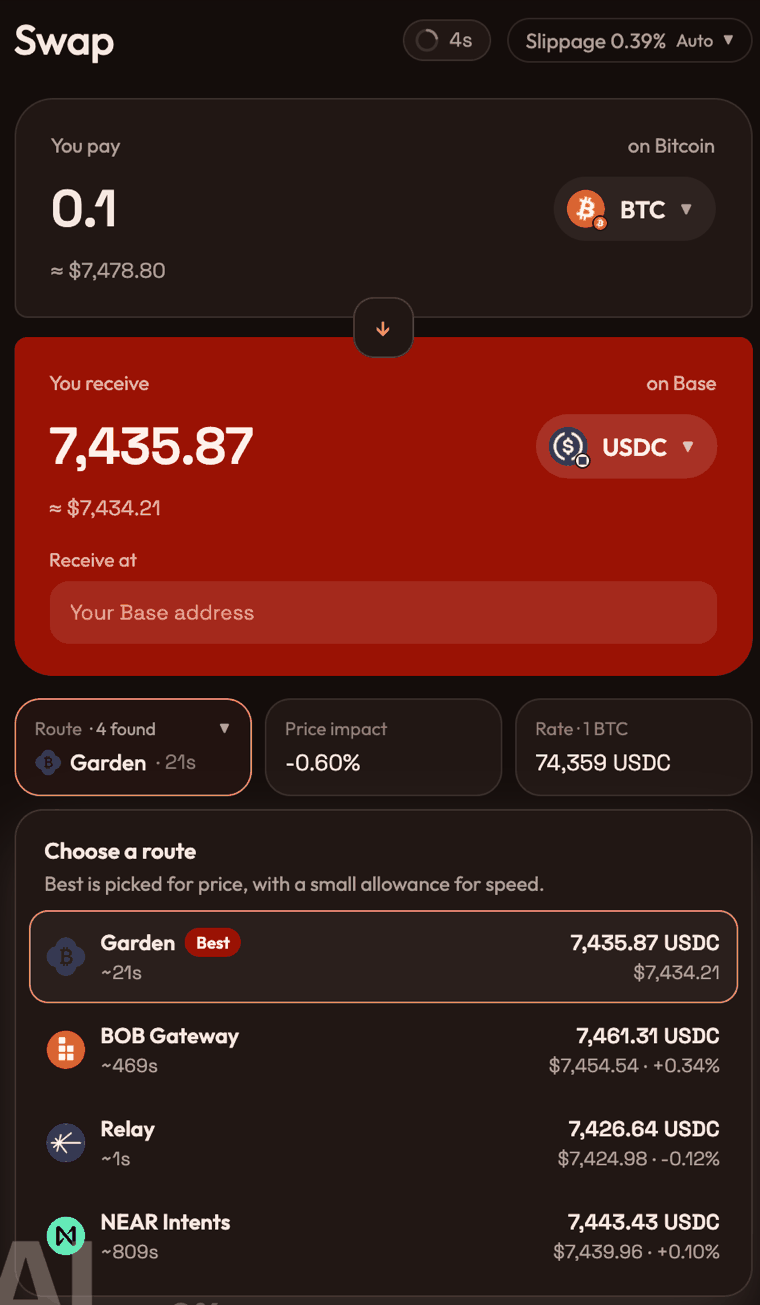 Swap
4s
Slippage 0.39% Auto ▼
You pay
on Bitcoin
0.1
BTC ▼
≈ $7,478.80
You receive
on Base
7,435.87
USDC ▼
≈ $7,434.21
Receive at
Your Base address
Route · 4 found ▼
Garden · 21s
Price impact
-0.60%
Rate · 1 BTC
74,359 USDC
Choose a route
Best is picked for price, with a small allowance for speed.
Garden Best
7,435.87 USDC
~21s
$7,434.21
BOB Gateway
7,461.31 USDC
~469s
$7,454.54 · +0.34%
Relay
7,426.64 USDC
~1s
$7,424.98 · -0.12%
NEAR Intents
7,443.43 USDC
~809s
$7,439.96 · +0.10%